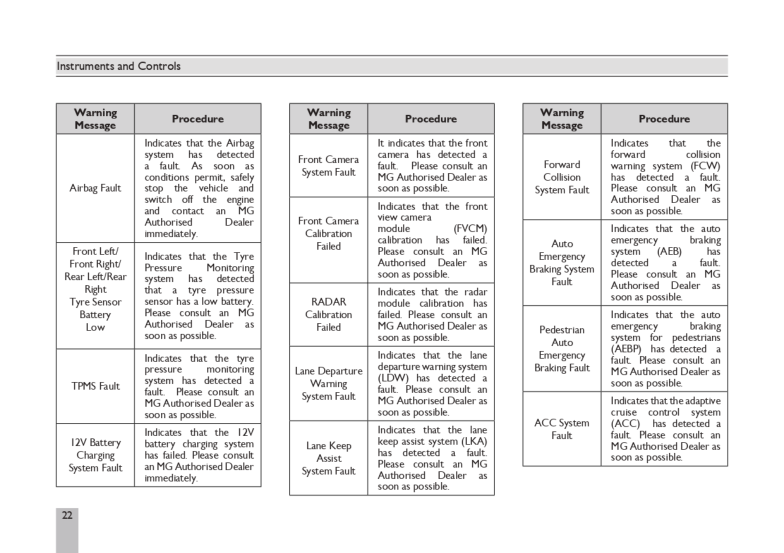 Instruments and Controls
Warning
Message
Procedure
Airbag Fault
Indicates that the Airbag
system has detected
a fault. As soon as
conditions permit, safely
stop the vehicle and
switch off the engine
and contact an MG
Authorised Dealer
immediately.
Front Left/
Front Right/
Rear Left/Rear
Right
Tyre Sensor
Battery
Low
Indicates that the Tyre
Pressure Monitoring
system has detected
that a tyre pressure
sensor has a low battery.
Please consult an MG
Authorised Dealer as
soon as possible.
TPMS Fault
Indicates that the tyre
pressure monitoring
system has detected a
fault. Please consult an
MG Authorised Dealer as
soon as possible.
12V Battery
Charging
System Fault
Indicates that the 12V
battery charging system
has failed. Please consult
an MG Authorised Dealer
immediately.
Warning
Message
Procedure
Front Camera
System Fault
It indicates that the front
camera has detected a
fault. Please consult an
MG Authorised Dealer as
soon as possible.
Front Camera
Calibration
Failed
Indicates that the front
view camera
module (FVCM)
calibration has failed.
Please consult an MG
Authorised Dealer as
soon as possible.
RADAR
Calibration
Failed
Indicates that the radar
module calibration has
failed. Please consult an
MG Authorised Dealer as
soon as possible.
Lane Departure
Warning
System Fault
Indicates that the lane
departure warning system
(LDW) has detected a
fault. Please consult an
MG Authorised Dealer as
soon as possible.
Lane Keep
Assist
System Fault
Indicates that the lane
keep assist system (LKA)
has detected a fault.
Please consult an MG
Authorised Dealer as
soon as possible.
Warning
Message
Procedure
Forward
Collision
System Fault
Indicates that the
forward collision
warning system (FCW)
has detected a fault.
Please consult an MG
Authorised Dealer as
soon as possible.
Auto
Emergency
Braking System
Fault
Indicates that the auto
emergency braking
system (AEB) has
detected a fault.
Please consult an MG
Authorised Dealer as
soon as possible.
Pedestrian
Auto
Emergency
Braking Fault
Indicates that the auto
emergency braking
system for pedestrians
(AEBP) has detected a
fault. Please consult an
MG Authorised Dealer as
soon as possible.
ACC System
Fault
Indicates that the adaptive
cruise control system
(ACC) has detected a
fault. Please consult an
MG Authorised Dealer as
soon as possible.
22